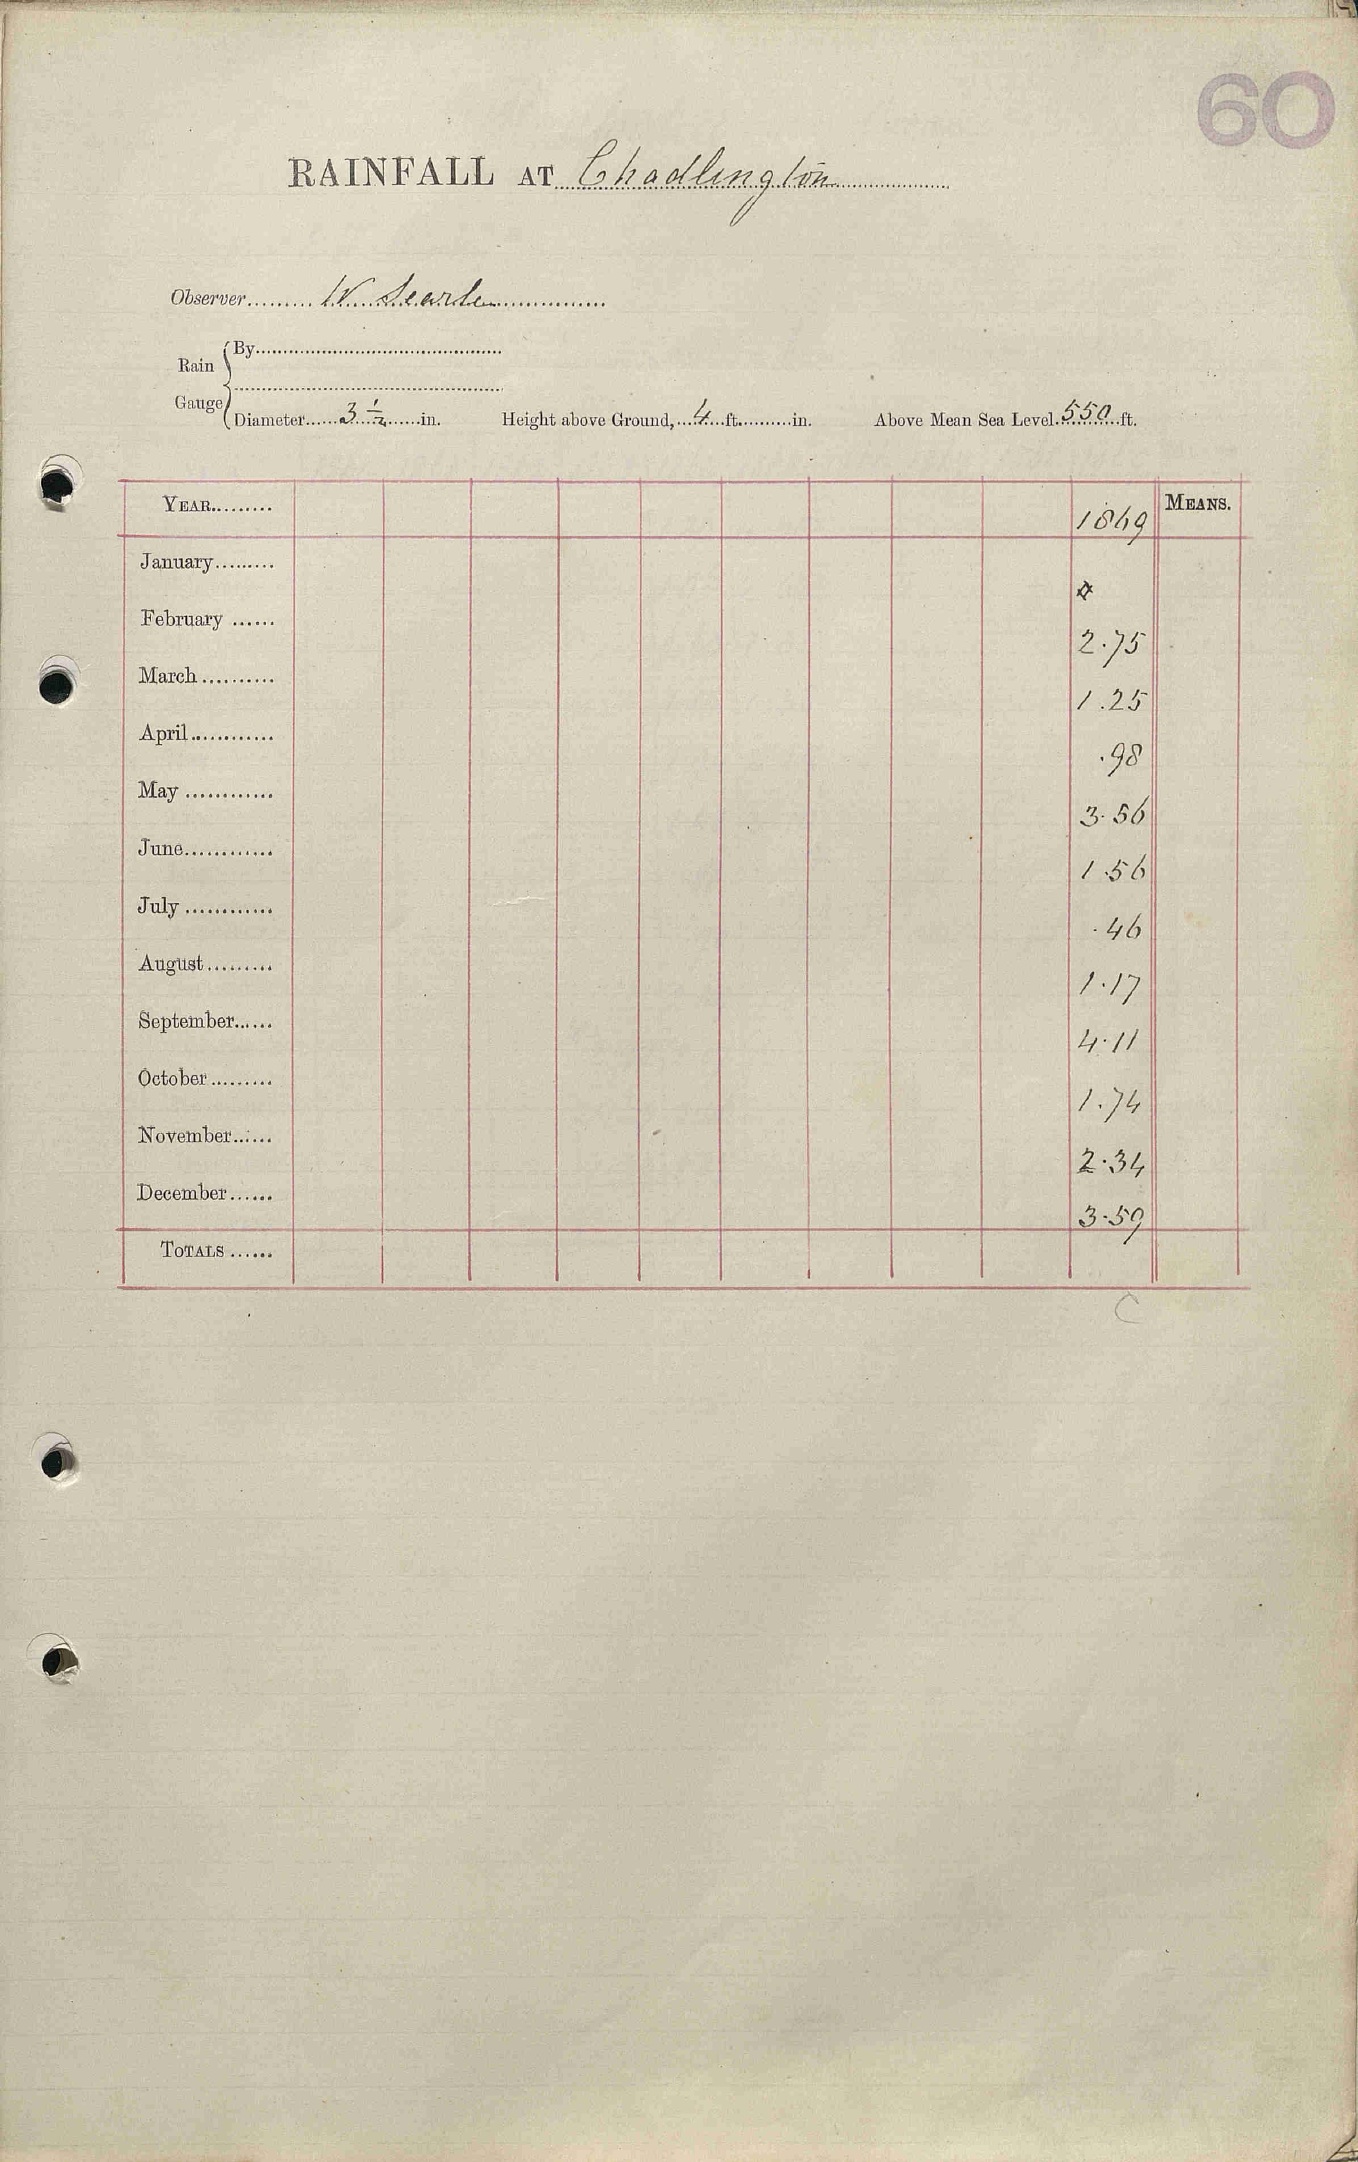 60
RAINFALL AT Chadlington
Observer W Searle
Rain Gauge
By
Diameter 3 1/2 in. Height above Ground, 4 ft. in. Above Mean Sea Level 550 ft.
YEAR 1869 MEANS.
January
February 2.75
March 1.25
April .98
May 3.56
June 1.56
July .46
August 1.17
September 4.11
October 1.74
November 2.34
December 3.59
TOTALS
C